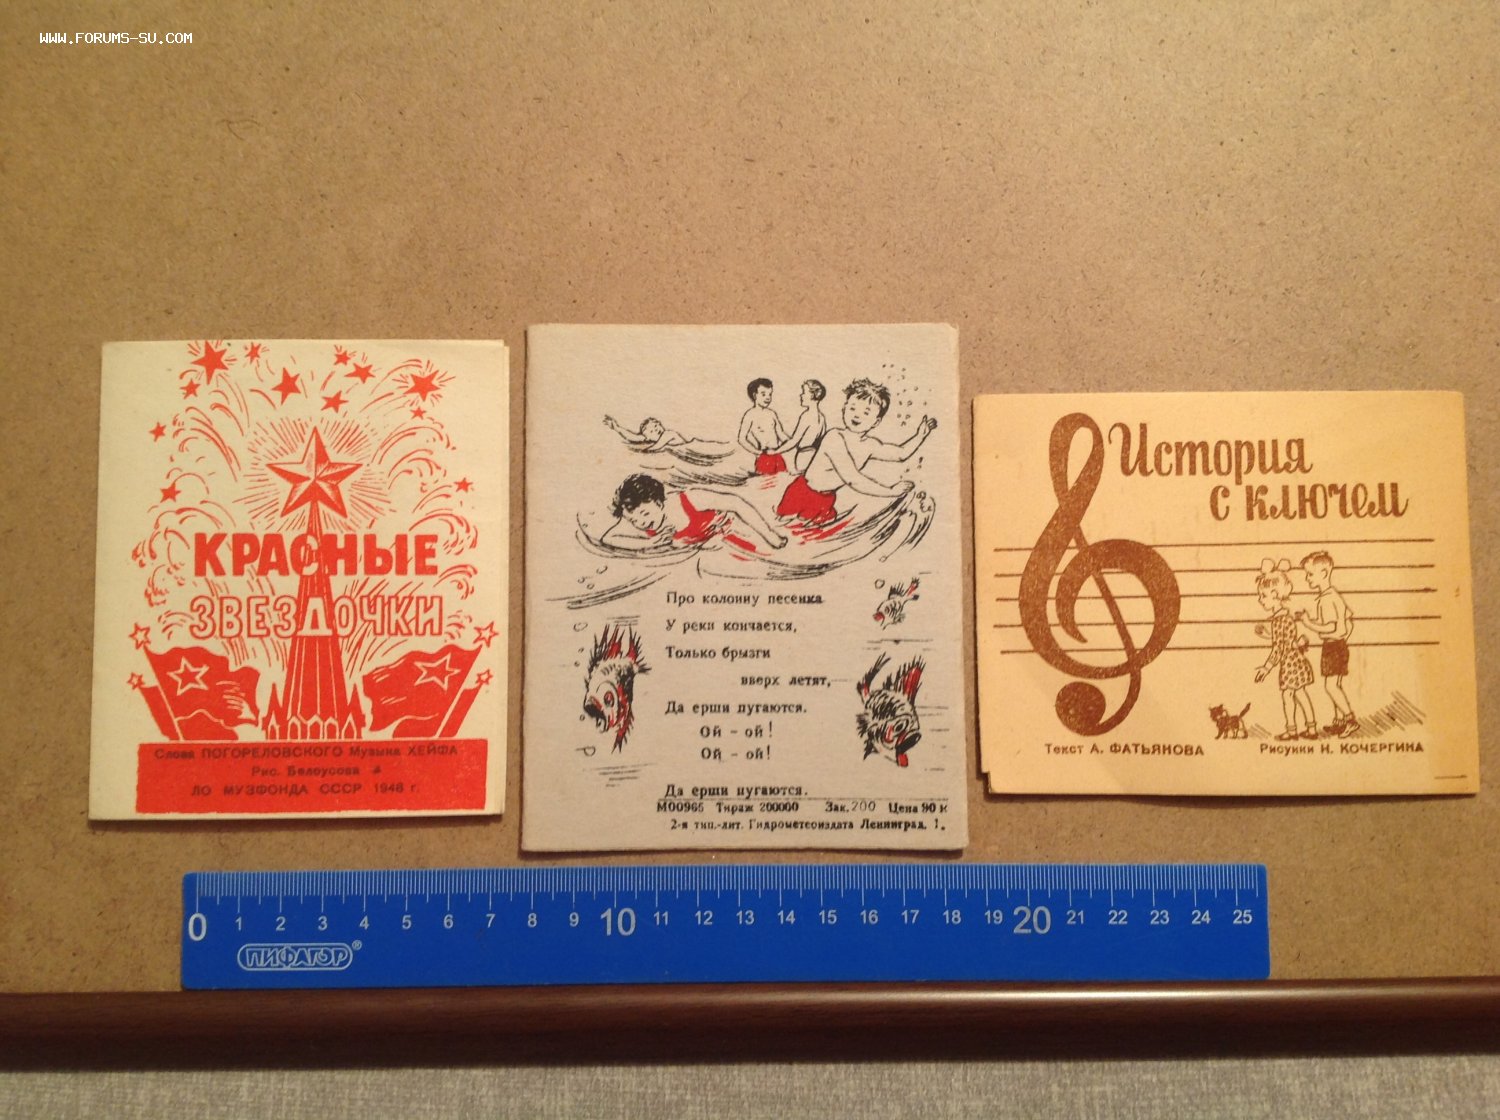 WWW.FORUMS-SU.COM
КРАСНЫЕ
ЗВЕЗДОЧКИ
Слова ПОГОРЕЛОВСКОГО Музыка ХЕЙФА
Рис. Белоусова
ЛО МУЗФОНДА СССР 1948 г.
Про колонну песенка
У реки кончается,
Только брызги
вверх летят,
Да ерши пугаются.
Ой - ой!
Ой - ой!
Да ерши пугаются.
М00965 Тираж 200000 Зак. 200 Цена 90 к
2-я тип.-лит. Гидрометеоиздата Ленинград, 1.
История
с ключем
Текст А. ФАТЬЯНОВА Рисунки Н. КОЧЕРГИНА
0 1 2 3 4 5 6 7 8 9 10 11 12 13 14 15 16 17 18 19 20 21 22 23 24 25
ПИФАГОР®